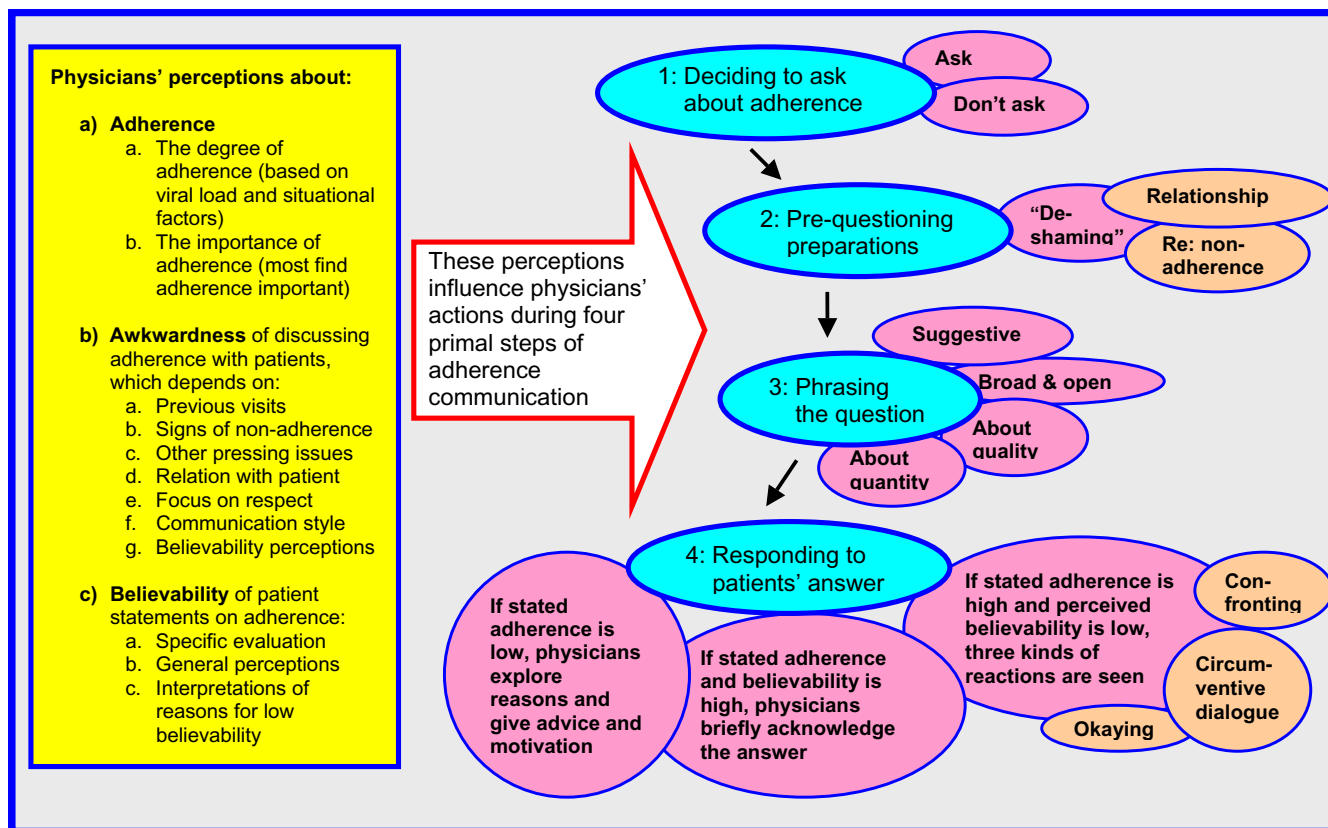 Physicians’ perceptions about:
a) Adherence
a. The degree of
adherence (based on
viral load and situational
factors)
b. The importance of
adherence (most find
adherence important)
b) Awkwardness of discussing
adherence with patients,
which depends on:
a. Previous visits
b. Signs of non-adherence
c. Other pressing issues
d. Relation with patient
e. Focus on respect
f. Communication style
g. Believability perceptions
c) Believability of patient
statements on adherence:
a. Specific evaluation
b. General perceptions
c. Interpretations of
reasons for low
believability
These perceptions
influence physicians’
actions during four
primal steps of
adherence
communication
1: Deciding to ask
about adherence
Ask
Don’t ask
2: Pre-questioning
preparations
“De-
shaming”
Relationship
Re: non-
adherence
3: Phrasing
the question
Suggestive
Broad & open
About
quality
About
quantity
4: Responding to
patients’ answer
If stated
adherence is
low, physicians
explore
reasons and
give advice and
motivation
If stated adherence
and believability is
high, physicians
briefly acknowledge
the answer
If stated adherence is
high and perceived
believability is low,
three kinds of
reactions are seen
Con-
fronting
Circum-
ventive
dialogue
Okaying